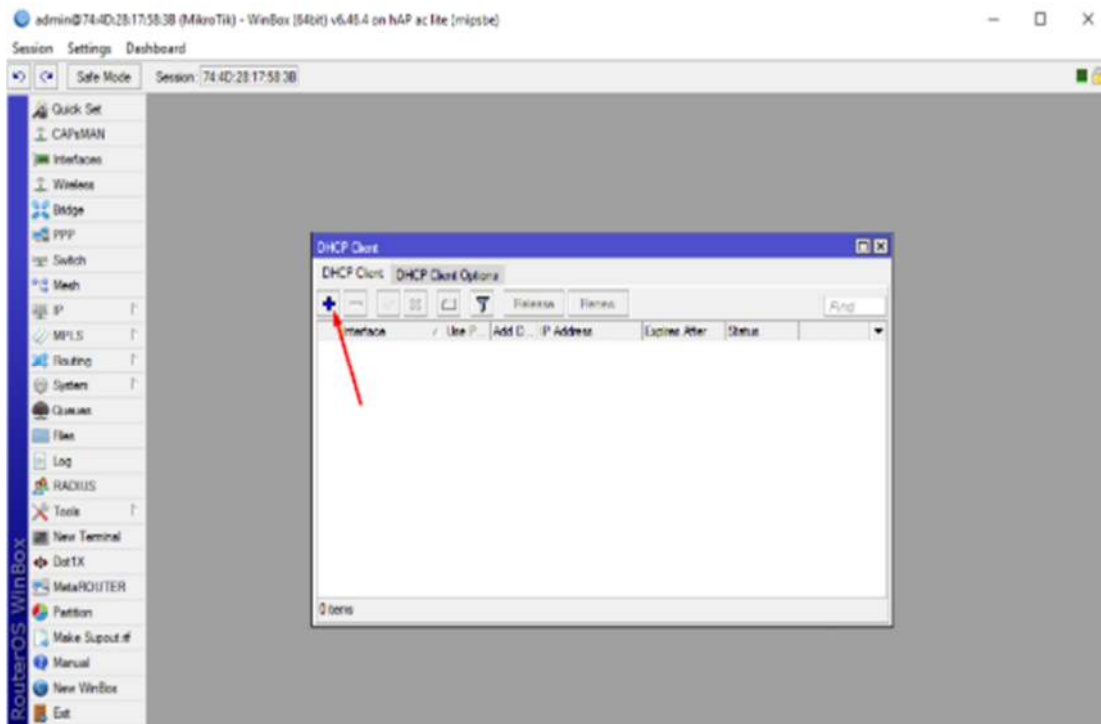 admin@74:4D:28:17:58:3B (MikroTik) - WinBox (64bit) v6.48.4 on hAP ac lite (mipsbe)
Session Settings Dashboard
Safe Mode Session: 74:4D:28:17:58:3B
Quick Set
CAPsMAN
Interfaces
Wireless
Bridge
PPP
Switch
Mesh
IP
MPLS
Routing
System
Queues
Files
Log
RADIUS
Tools
New Terminal
Dot1X
MetaROUTER
Partition
Make Supout.rif
Manual
New WinBox
Exit
RouterOS WinBox
DHCP Client
DHCP Client DHCP Client Options
Release Renew Find
Interface / Use P... Add D... IP Address Expires After Status
0 items